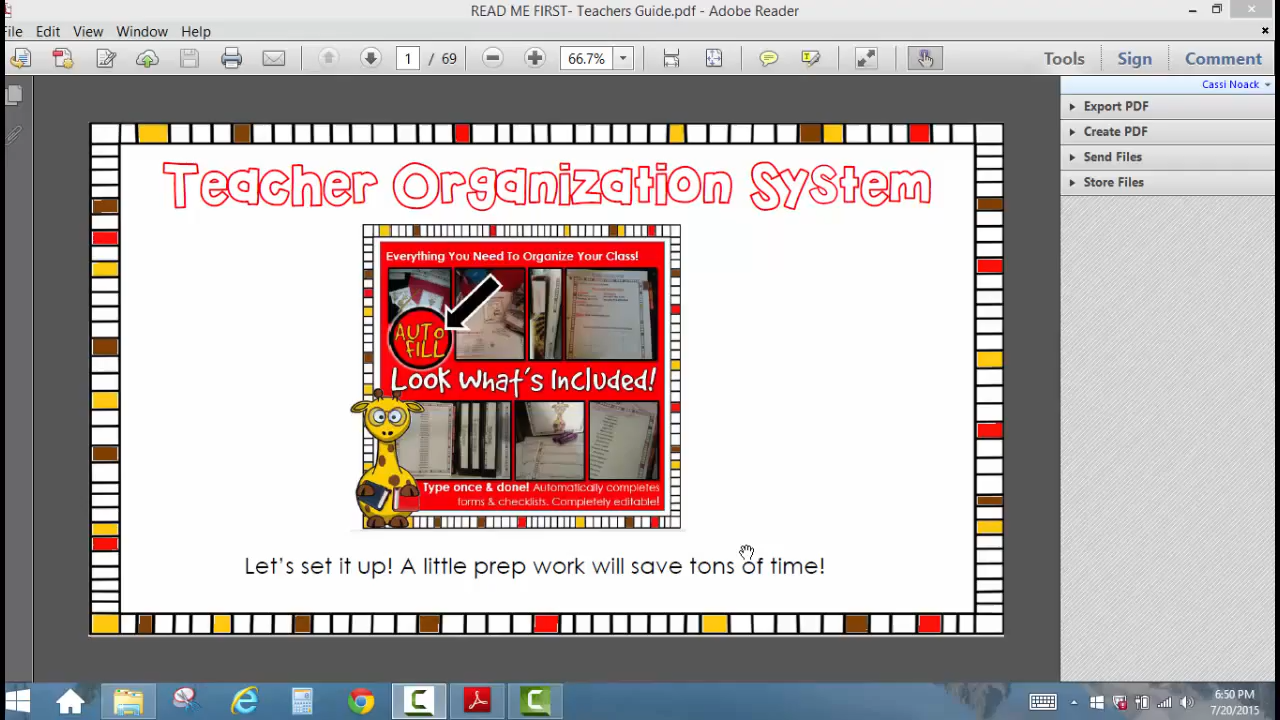 READ ME FIRST- Teachers Guide.pdf - Adobe Reader
File Edit View Window Help
1 / 69 66.7% Tools Sign Comment
Cassi Noack
Export PDF
Create PDF
Send Files
Store Files
Teacher Organization System
Everything You Need To Organize Your Class!
AUTO
FILL
Look What's Included!
Type once & done! Automatically completes
forms & checklists. Completely editable!
Let's set it up! A little prep work will save tons of time!
6:50 PM
7/20/2015